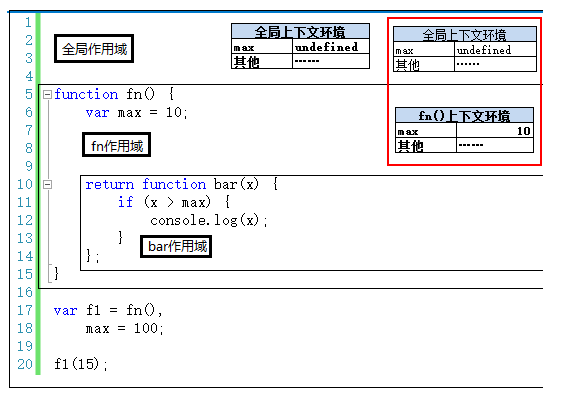 1
2
3
4
5 function fn() {
6 var max = 10;
7
8
9
10 return function bar(x) {
11 if (x > max) {
12 console.log(x);
13 }
14 };
15 }
16
17 var f1 = fn(),
18 max = 100;
19
20 f1(15);
全局作用域
fn作用域
bar作用域
全局上下文环境
max undefined
其他 ······
全局上下文环境
max undefined
其他 ······
fn()上下文环境
max 10
其他 ······